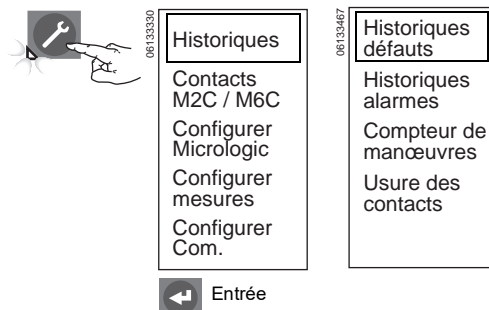 06133330
Historiques
Contacts
M2C / M6C
Configurer
Micrologic
Configurer
mesures
Configurer
Com.
Entrée
06133467
Historiques
défauts
Historiques
alarmes
Compteur de
manœuvres
Usure des
contacts